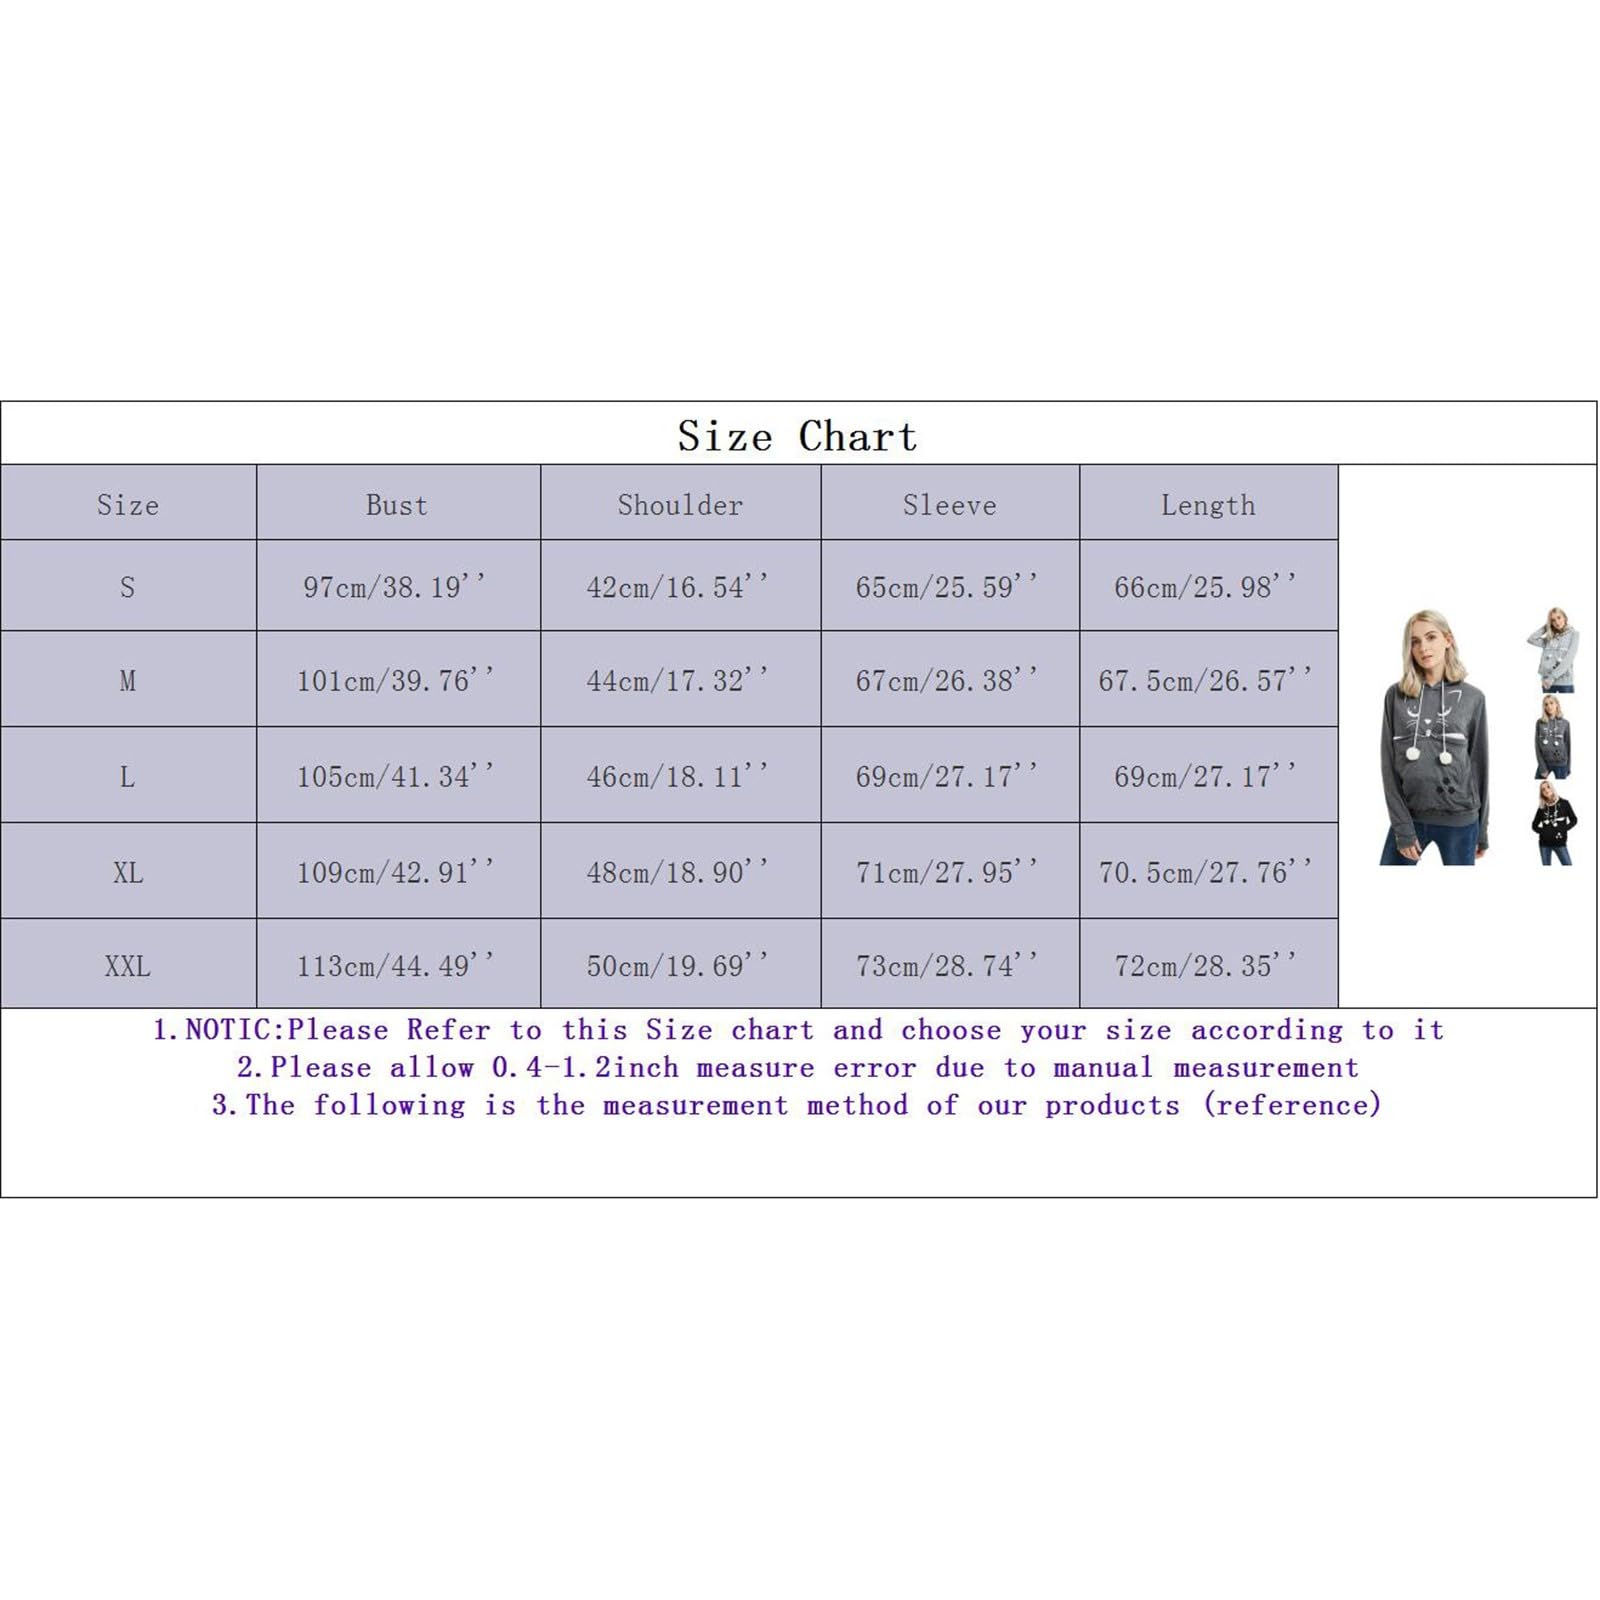 Size Chart
Size Bust Shoulder Sleeve Length
S 97cm/38.19'' 42cm/16.54'' 65cm/25.59'' 66cm/25.98''
M 101cm/39.76'' 44cm/17.32'' 67cm/26.38'' 67.5cm/26.57''
L 105cm/41.34'' 46cm/18.11'' 69cm/27.17'' 69cm/27.17''
XL 109cm/42.91'' 48cm/18.90'' 71cm/27.95'' 70.5cm/27.76''
XXL 113cm/44.49'' 50cm/19.69'' 73cm/28.74'' 72cm/28.35''
1.NOTIC:Please Refer to this Size chart and choose your size according to it
2.Please allow 0.4-1.2inch measure error due to manual measurement
3.The following is the measurement method of our products (reference)